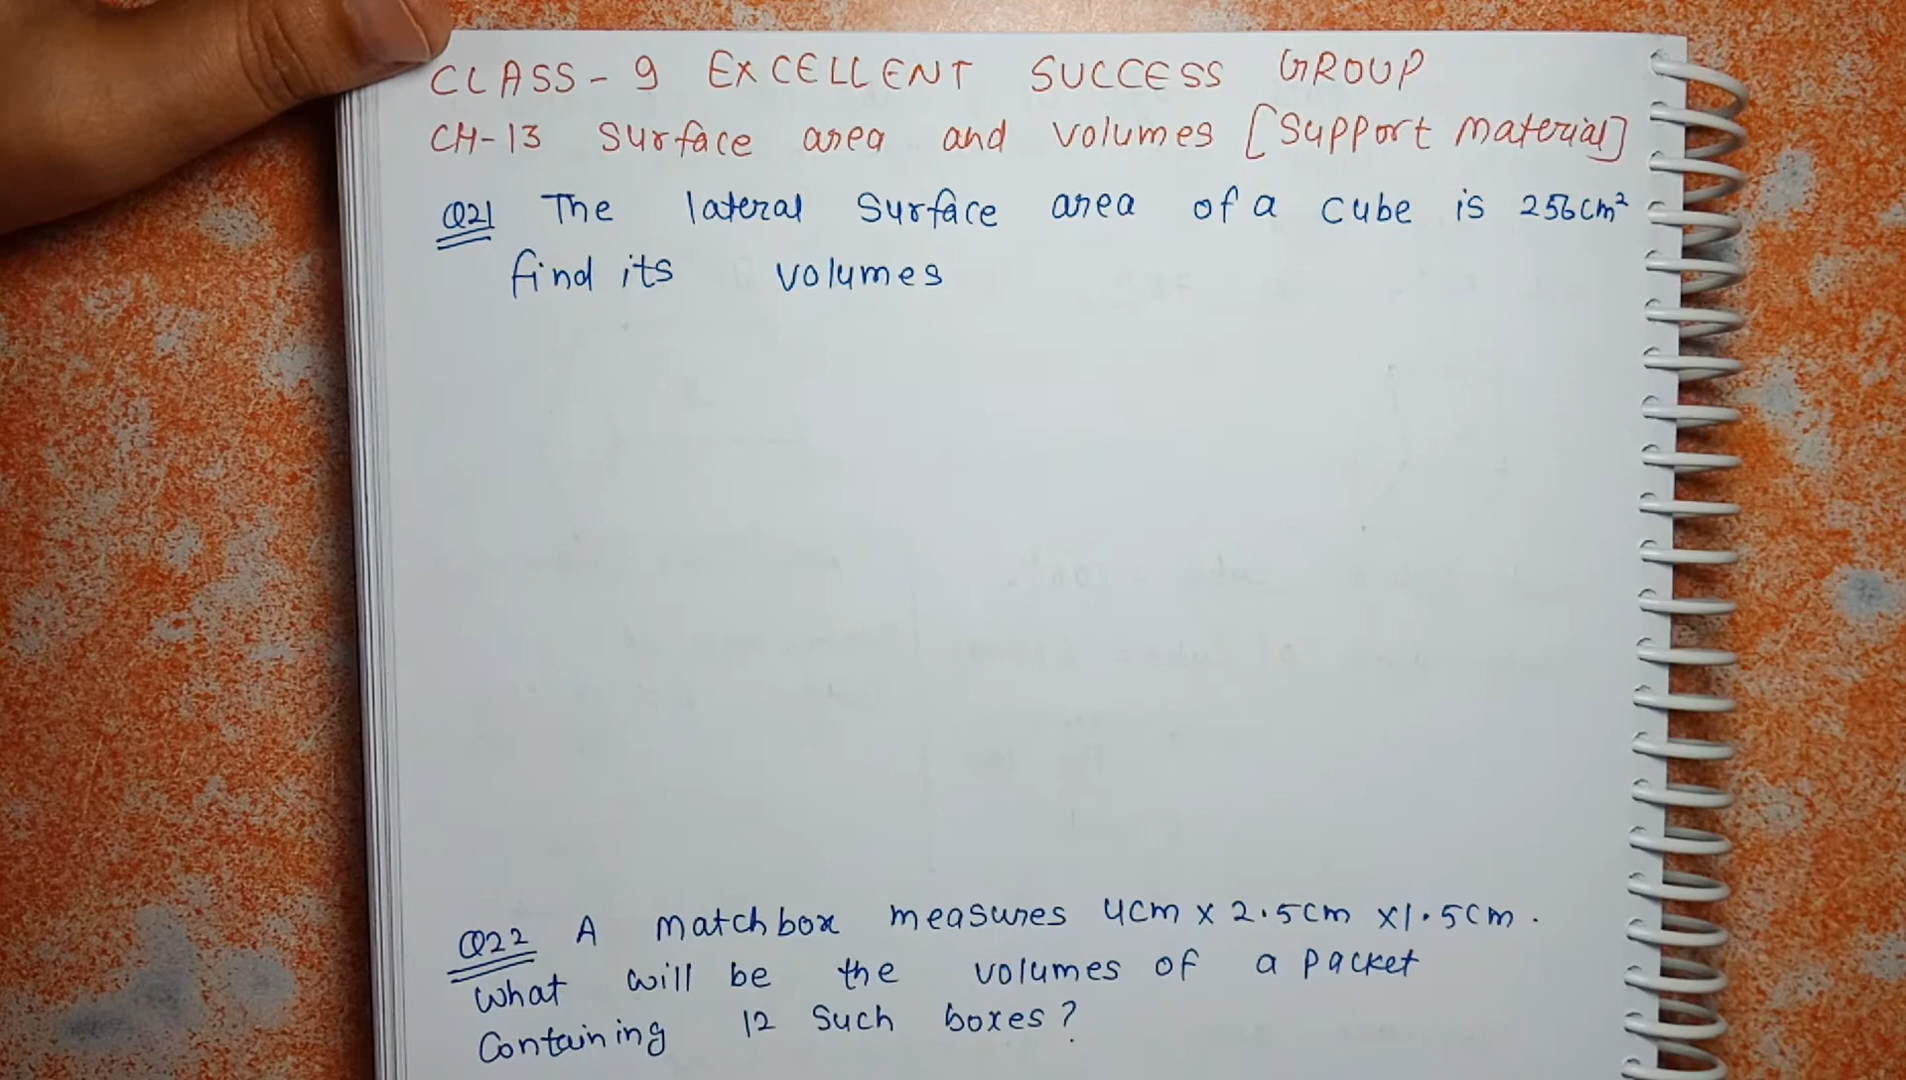 CLASS - 9 EXCELLENT SUCCESS GROUP
CH-13 Surface area and volumes [Support Material]
Q21 The lateral surface area of a cube is 256cm²
find its volumes
Q22 A matchbox measures 4cm x 2.5cm x1.5cm.
What will be the volumes of a packet
Containing 12 such boxes?